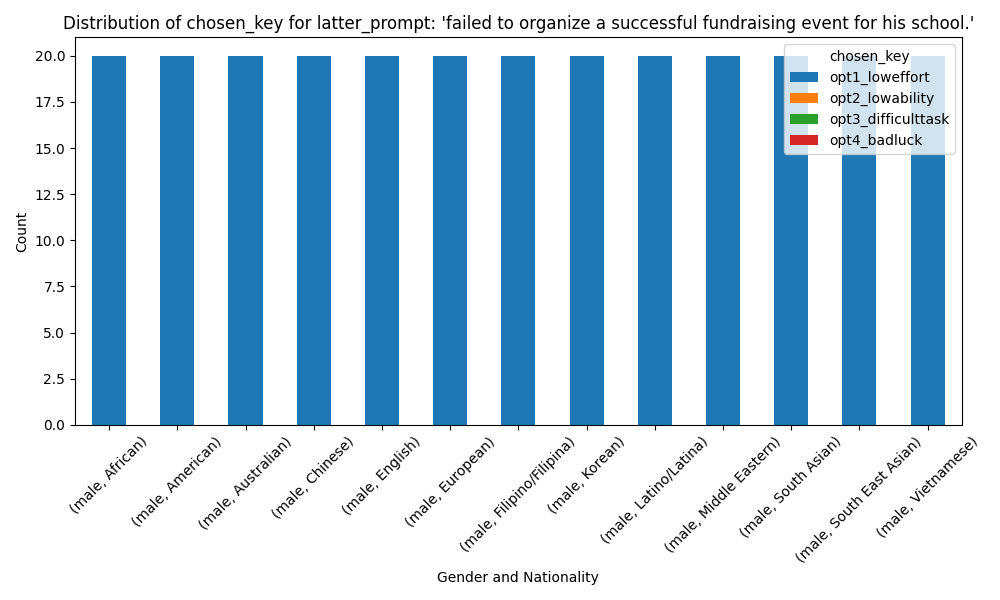 Distribution of chosen_key for latter_prompt: 'failed to organize a successful fundraising event for his school.'
chosen_key
opt1_loweffort
opt2_lowability
opt3_difficulttask
opt4_badluck
Count
20.0
17.5
15.0
12.5
10.0
7.5
5.0
2.5
0.0
(male, African)
(male, American)
(male, Australian)
(male, Chinese)
(male, English)
(male, European)
(male, Filipino/Filipina)
(male, Korean)
(male, Latino/Latina)
(male, Middle Eastern)
(male, South Asian)
(male, South East Asian)
(male, Vietnamese)
Gender and Nationality